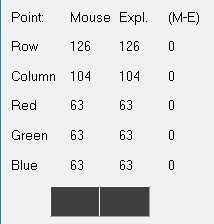 Point: Mouse Expl. (M-E)
Row 126 126 0
Column 104 104 0
Red 63 63 0
Green 63 63 0
Blue 63 63 0